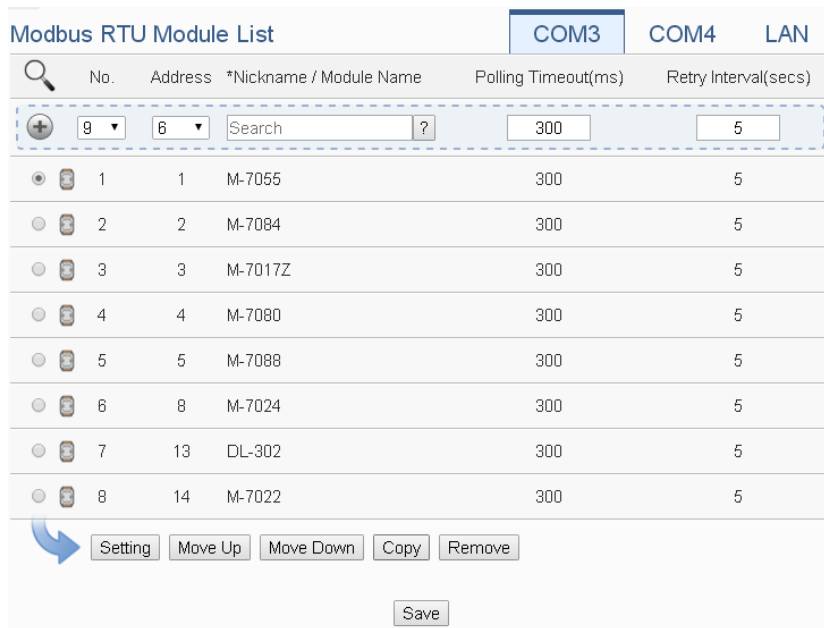 Modbus RTU Module List COM3 COM4 LAN
No. Address *Nickname / Module Name Polling Timeout(ms) Retry Interval(secs)
9 6 Search ? 300 5
1 1 M-7055 300 5
2 2 M-7084 300 5
3 3 M-7017Z 300 5
4 4 M-7080 300 5
5 5 M-7088 300 5
6 8 M-7024 300 5
7 13 DL-302 300 5
8 14 M-7022 300 5
Setting Move Up Move Down Copy Remove
Save